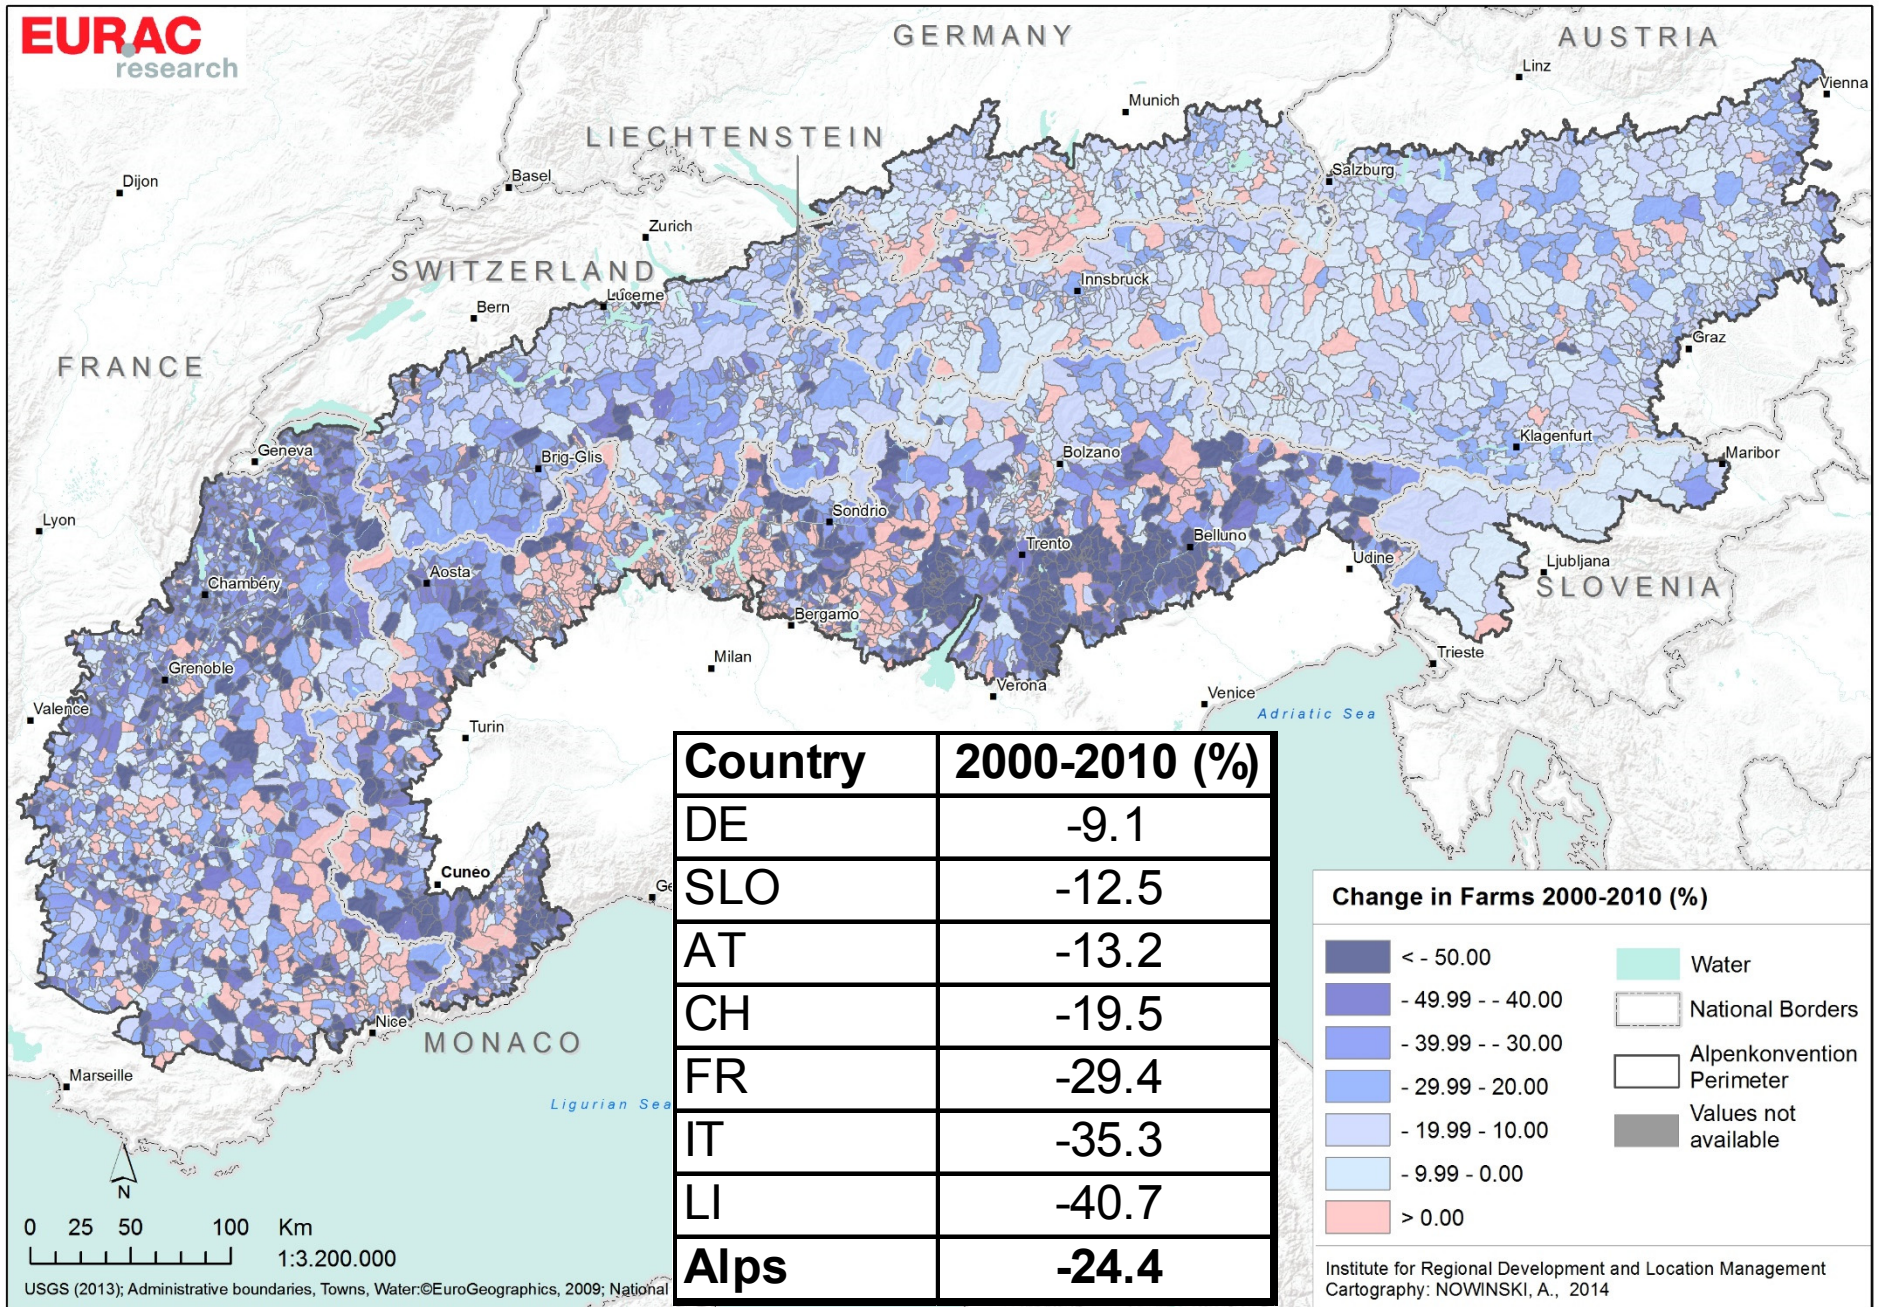 EURAC
research
GERMANY
AUSTRIA
Linz
Vienna
Munich
LIECHTENSTEIN
Salzburg
Basel
Dijon
Zurich
SWITZERLAND
Innsbruck
Lucerne
Bern
Graz
FRANCE
Klagenfurt
Maribor
Geneva
Brig-Glis
Bolzano
Sondrio
Lyon
Trento
Belluno
Udine
Ljubljana
SLOVENIA
Chambéry
Aosta
Bergamo
Milan
Trieste
Grenoble
Verona
Venice
Adriatic Sea
Valence
Turin
Cuneo
Ge
Nice
MONACO
Marseille
Ligurian Sea
Country 2000-2010 (%)
DE -9.1
SLO -12.5
AT -13.2
CH -19.5
FR -29.4
IT -35.3
LI -40.7
Alps -24.4
Change in Farms 2000-2010 (%)
< - 50.00
- 49.99 - - 40.00
- 39.99 - - 30.00
- 29.99 - 20.00
- 19.99 - 10.00
- 9.99 - 0.00
> 0.00
Water
National Borders
Alpenkonvention
Perimeter
Values not
available
Institute for Regional Development and Location Management
Cartography: NOWINSKI, A., 2014
N
0 25 50 100 Km
1:3.200.000
USGS (2013); Administrative boundaries, Towns, Water:©EuroGeographics, 2009; National